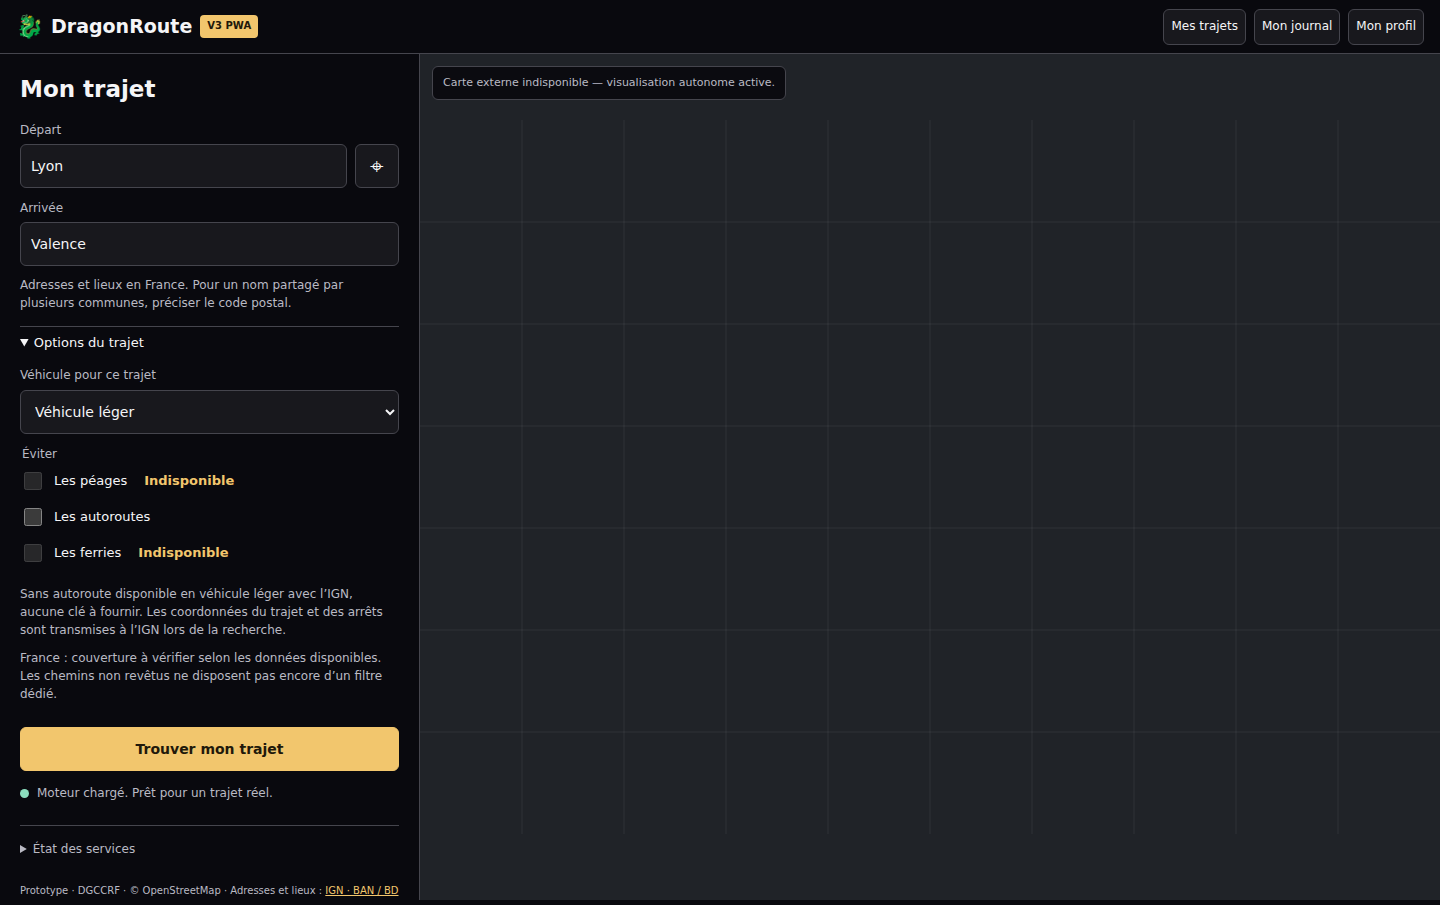 DragonRoute V3 PWA
Mes trajets Mon journal Mon profil
Mon trajet
Carte externe indisponible — visualisation autonome active.
Départ
Lyon
Arrivée
Valence
Adresses et lieux en France. Pour un nom partagé par
plusieurs communes, préciser le code postal.
Options du trajet
Véhicule pour ce trajet
Véhicule léger
Éviter
Les péages Indisponible
Les autoroutes
Les ferries Indisponible
Sans autoroute disponible en véhicule léger avec l’IGN,
aucune clé à fournir. Les coordonnées du trajet et des arrêts
sont transmises à l’IGN lors de la recherche.
France : couverture à vérifier selon les données disponibles.
Les chemins non revêtus ne disposent pas encore d’un filtre
dédié.
Trouver mon trajet
Moteur chargé. Prêt pour un trajet réel.
État des services
Prototype · DGCCRF · © OpenStreetMap · Adresses et lieux : IGN · BAN / BD